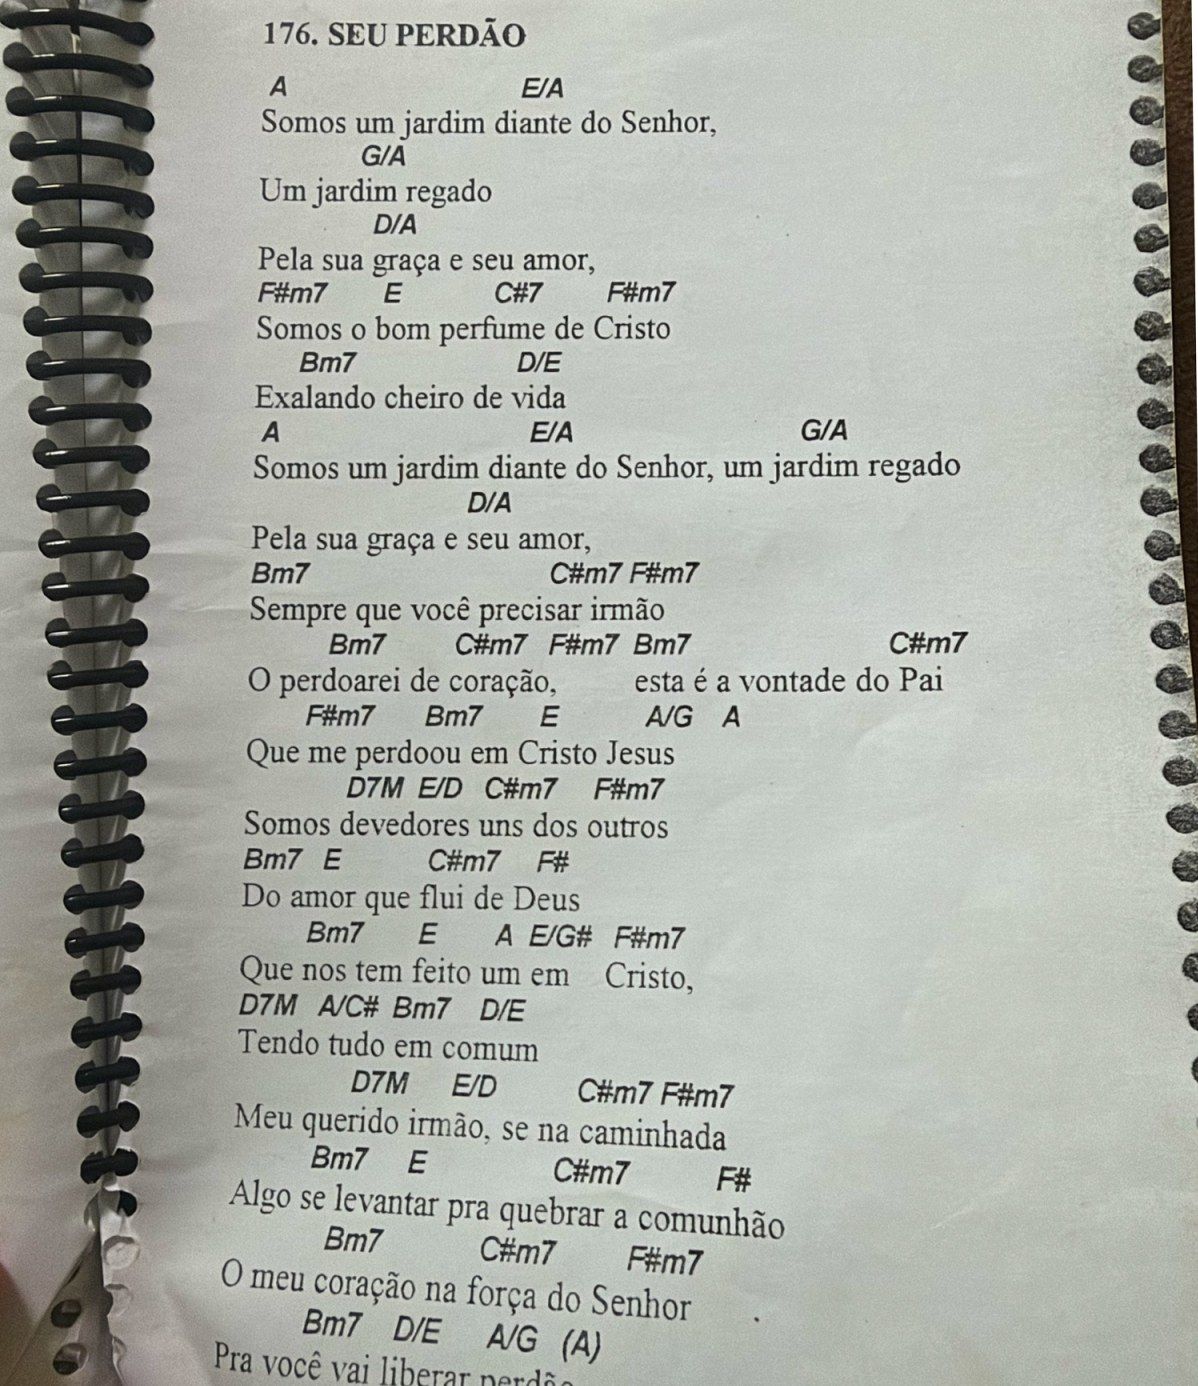 176. SEU PERDÃO
A E/A
Somos um jardim diante do Senhor,
G/A
Um jardim regado
D/A
Pela sua graça e seu amor,
F#m7 E C#7 F#m7
Somos o bom perfume de Cristo
Bm7 D/E
Exalando cheiro de vida
A E/A G/A
Somos um jardim diante do Senhor, um jardim regado
D/A
Pela sua graça e seu amor,
Bm7 C#m7 F#m7
Sempre que você precisar irmão
Bm7 C#m7 F#m7 Bm7 C#m7
O perdoarei de coração, esta é a vontade do Pai
F#m7 Bm7 E A/G A
Que me perdoou em Cristo Jesus
D7M E/D C#m7 F#m7
Somos devedores uns dos outros
Bm7 E C#m7 F#
Do amor que flui de Deus
Bm7 E A E/G# F#m7
Que nos tem feito um em Cristo,
D7M A/C# Bm7 D/E
Tendo tudo em comum
D7M E/D C#m7 F#m7
Meu querido irmão, se na caminhada
Bm7 E C#m7 F#
Algo se levantar pra quebrar a comunhão
Bm7 C#m7 F#m7
O meu coração na força do Senhor
Bm7 D/E A/G (A)
Pra você vai liberar perdão